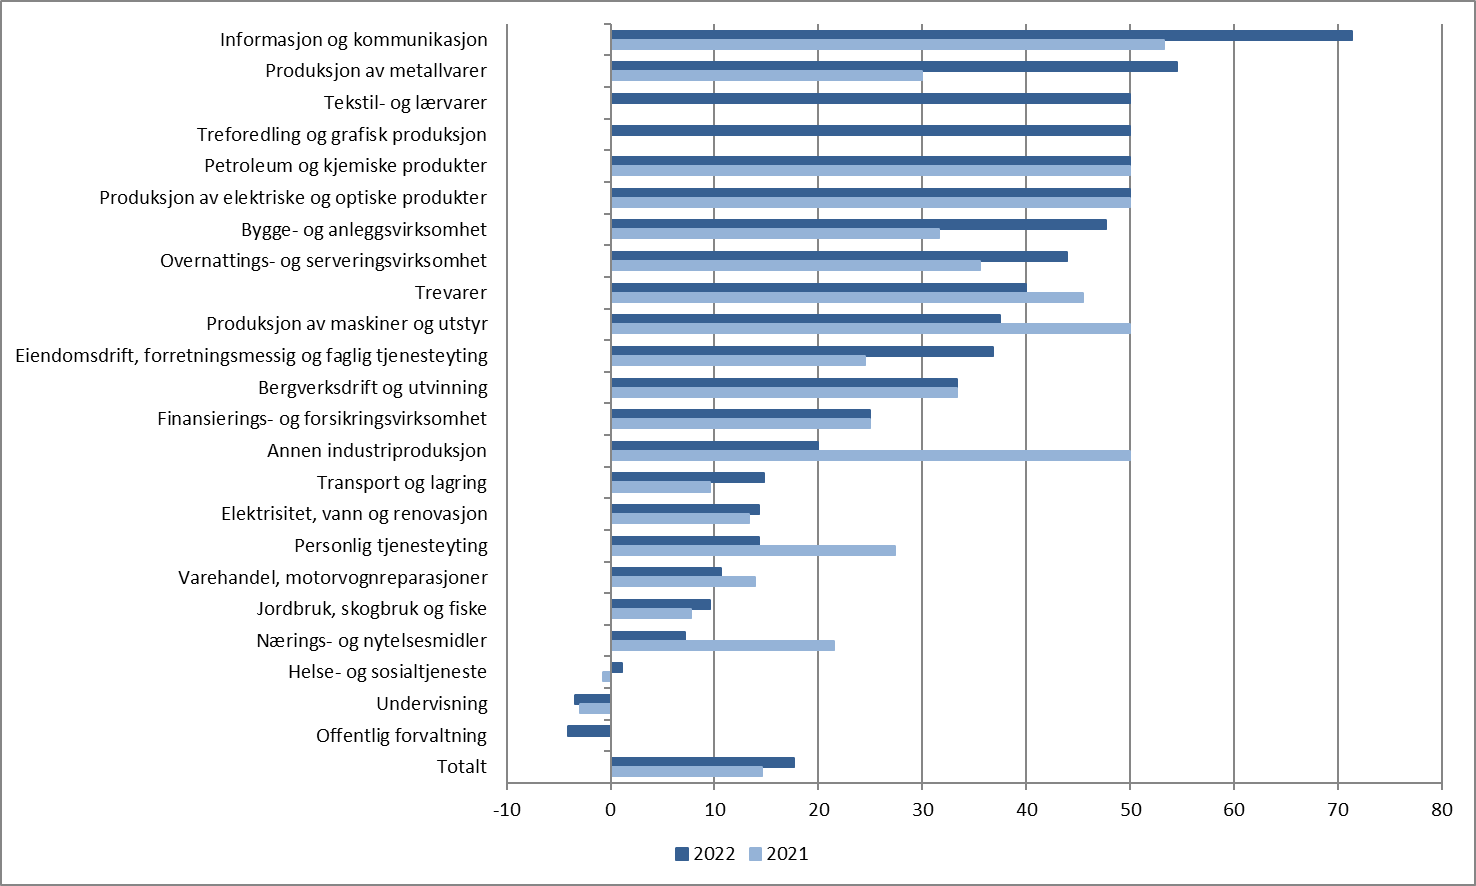 Informasjon og kommunikasjon
Produksjon av metallvarer
Tekstil- og lærvarer
Treforedling og grafisk produksjon
Petroleum og kjemiske produkter
Produksjon av elektriske og optiske produkter
Bygge- og anleggsvirksomhet
Overnattings- og serveringsvirksomhet
Trevarer
Produksjon av maskiner og utstyr
Eiendomsdrift, forretningsmessig og faglig tjenesteyting
Bergverksdrift og utvinning
Finansierings- og forsikringsvirksomhet
Annen industriproduksjon
Transport og lagring
Elektrisitet, vann og renovasjon
Personlig tjenesteyting
Varehandel, motorvognreparasjoner
Jordbruk, skogbruk og fiske
Nærings- og nytelsesmidler
Helse- og sosialtjeneste
Undervisning
Offentlig forvaltning
Totalt
-10 0 10 20 30 40 50 60 70 80
2022 2021